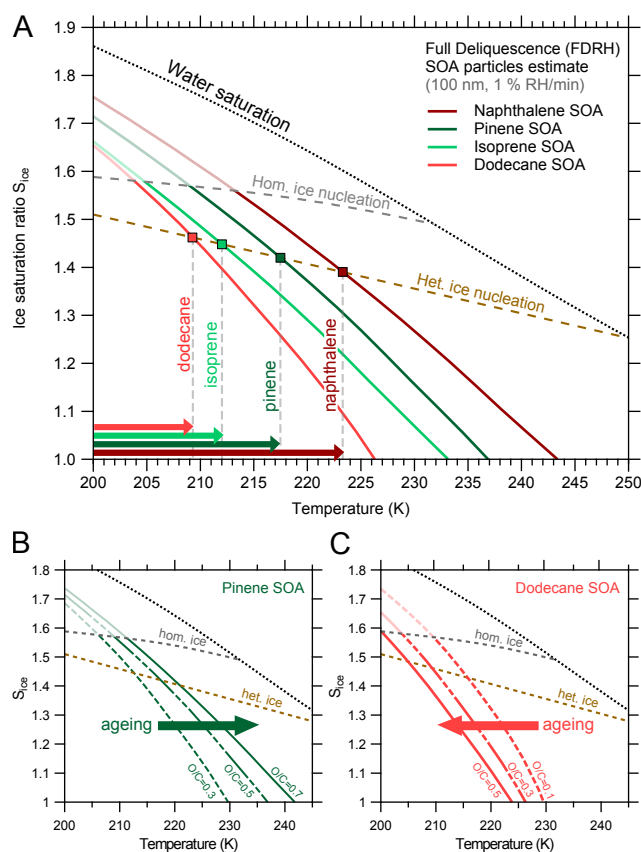 A
Full Deliquescence (FDRH)
SOA particles estimate
(100 nm, 1 % RH/min)
Naphthalene SOA
Pinene SOA
Isoprene SOA
Dodecane SOA
Water saturation
Hom. ice nucleation
Het. ice nucleation
dodecane
isoprene
pinene
naphthalene
Ice saturation ratio S_ice
1.9
1.8
1.7
1.6
1.5
1.4
1.3
1.2
1.1
1.0
200 205 210 215 220 225 230 235 240 245 250
Temperature (K)
B
Pinene SOA
hom. ice
het. ice
ageing
O/C=0.3
O/C=0.5
O/C=0.7
S_ice
1.8
1.7
1.6
1.5
1.4
1.3
1.2
1.1
1
200 210 220 230 240
Temperature (K)
C
Dodecane SOA
hom. ice
het. ice
ageing
O/C=0.5
O/C=0.3
O/C=0.1
1.8
1.7
1.6
1.5
1.4
1.3
1.2
1.1
1
200 210 220 230 240
Temperature (K)